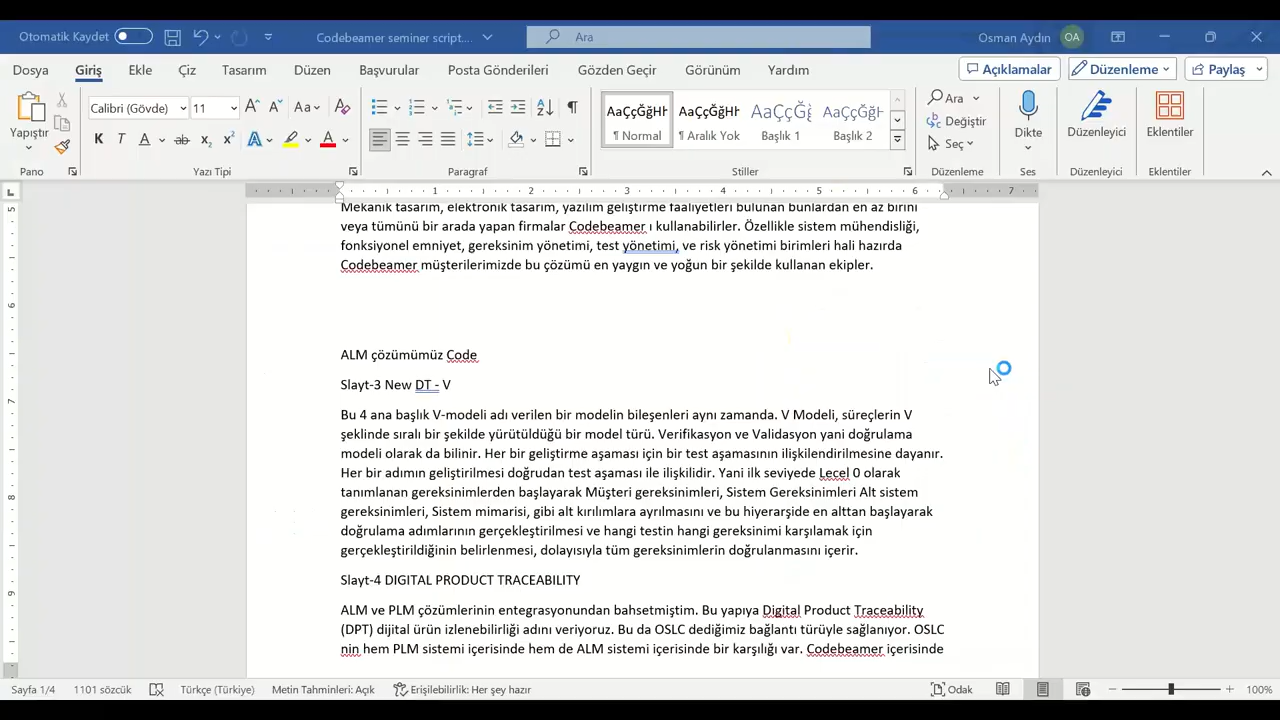 Otomatik Kaydet Codebeamer seminer script... Ara Osman Aydın OA
Dosya Giriş Ekle Çiz Tasarım Düzen Başvurular Posta Gönderileri Gözden Geçir Görünüm Yardım Açıklamalar Düzenleme Paylaş
Yapıştır
Calibri (Gövde) 11
AaÇçĞğHł AaÇçĞğHł AaÇçĞğ AaÇçĞğH
¶ Normal ¶ Aralık Yok Başlık 1 Başlık 2
Ara
Değiştir
Seç
Dikte
Düzenleyici
Eklentiler
Pano Yazı Tipi Paragraf Stiller Düzenleme Ses Düzenleyici Eklentiler
1 2 3 4 5 6 7
Mekanik tasarım, elektronik tasarım, yazılım geliştirme faaliyetleri bulunan bunlardan en az birini
veya tümünü bir arada yapan firmalar Codebeamer ı kullanabilirler. Özellikle sistem mühendisliği,
fonksiyonel emniyet, gereksinim yönetimi, test yönetimi, ve risk yönetimi birimleri hali hazırda
Codebeamer müşterilerimizde bu çözümü en yaygın ve yoğun bir şekilde kullanan ekipler.
ALM çözümümüz Code
Slayt-3 New DT - V
Bu 4 ana başlık V-modeli adı verilen bir modelin bileşenleri aynı zamanda. V Modeli, süreçlerin V
şeklinde sıralı bir şekilde yürütüldüğü bir model türü. Verifikasyon ve Validasyon yani doğrulama
modeli olarak da bilinir. Her bir geliştirme aşaması için bir test aşamasının ilişkilendirilmesine dayanır.
Her bir adımın geliştirilmesi doğrudan test aşaması ile ilişkilidir. Yani ilk seviyede Lecel 0 olarak
tanımlanan gereksinimlerden başlayarak Müşteri gereksinimleri, Sistem Gereksinimleri Alt sistem
gereksinimleri, Sistem mimarisi, gibi alt kırılımlara ayrılmasını ve bu hiyerarşide en alttan başlayarak
doğrulama adımlarının gerçekleştirilmesi ve hangi testin hangi gereksinimi karşılamak için
gerçekleştirildiğinin belirlenmesi, dolayısıyla tüm gereksinimlerin doğrulanmasını içerir.
Slayt-4 DIGITAL PRODUCT TRACEABILITY
ALM ve PLM çözümlerinin entegrasyonundan bahsetmiştim. Bu yapıya Digital Product Traceability
(DPT) dijital ürün izlenebilirliği adını veriyoruz. Bu da OSLC dediğimiz bağlantı türüyle sağlanıyor. OSLC
nin hem PLM sistemi içerisinde hem de ALM sistemi içerisinde bir karşılığı var. Codebeamer içerisinde
Sayfa 1/4 1101 sözcük Türkçe (Türkiye) Metin Tahminleri: Açık Erişilebilirlik: Her şey hazır Odak 100%